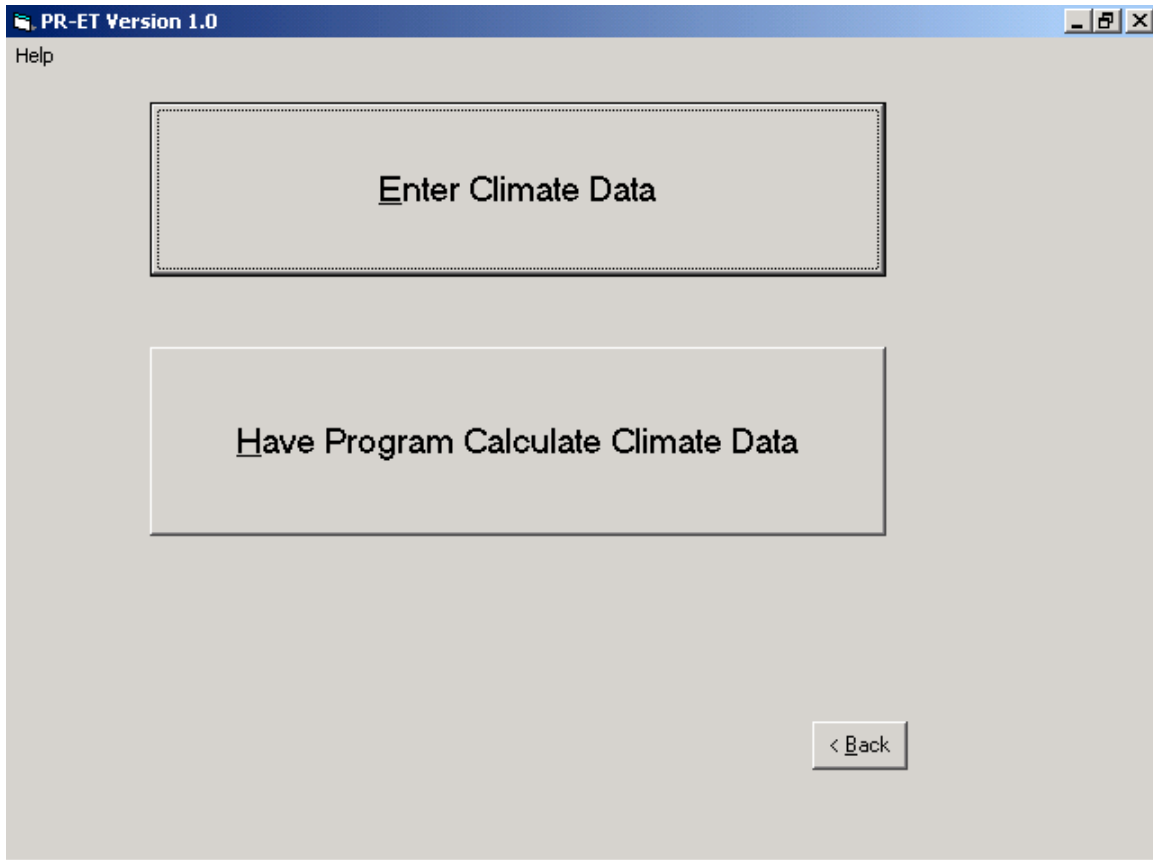 PR-ET Version 1.0
Help
Enter Climate Data
Have Program Calculate Climate Data
< Back